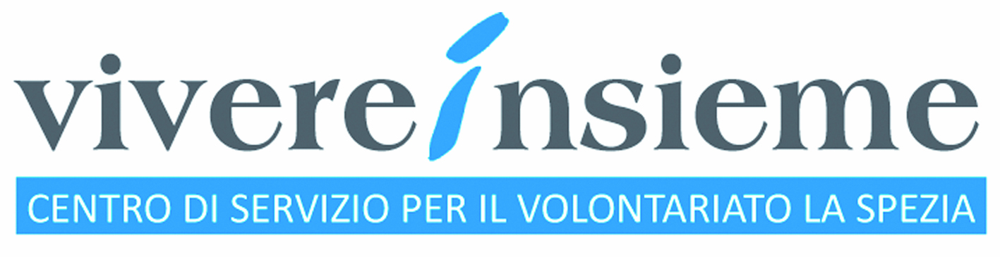 vivereinsieme
CENTRO DI SERVIZIO PER IL VOLONTARIATO LA SPEZIA